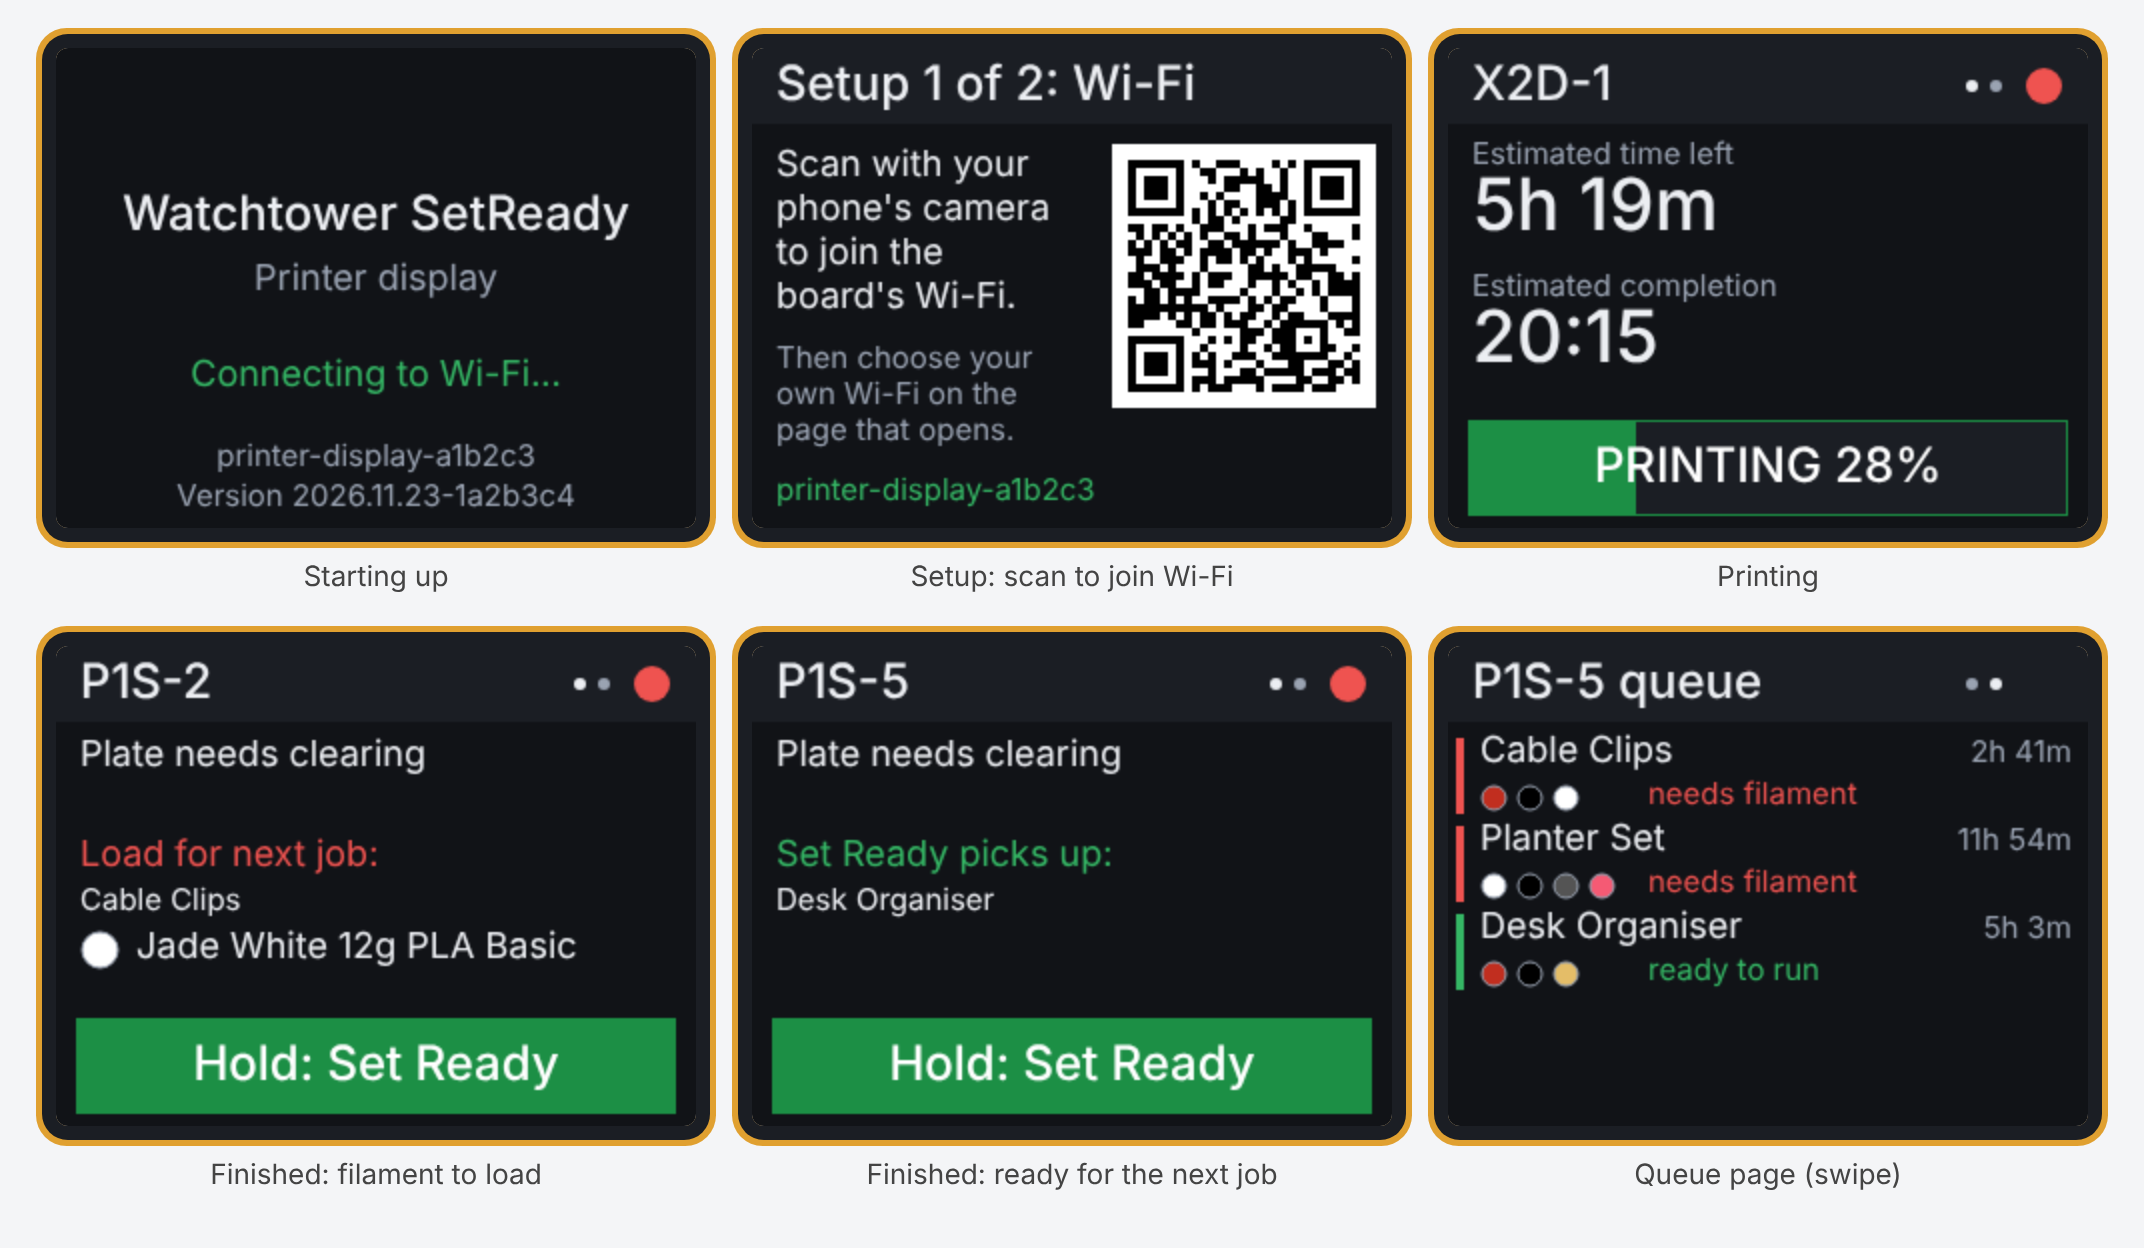 Watchtower SetReady
Printer display
Connecting to Wi-Fi...
printer-display-a1b2c3
Version 2026.11.23-1a2b3c4
Starting up
Setup 1 of 2: Wi-Fi
Scan with your
phone's camera
to join the
board's Wi-Fi.
Then choose your
own Wi-Fi on the
page that opens.
printer-display-a1b2c3
Setup: scan to join Wi-Fi
X2D-1
Estimated time left
5h 19m
Estimated completion
20:15
PRINTING 28%
Printing
P1S-2
Plate needs clearing
Load for next job:
Cable Clips
Jade White 12g PLA Basic
Hold: Set Ready
Finished: filament to load
P1S-5
Plate needs clearing
Set Ready picks up:
Desk Organiser
Hold: Set Ready
Finished: ready for the next job
P1S-5 queue
Cable Clips 2h 41m
needs filament
Planter Set 11h 54m
needs filament
Desk Organiser 5h 3m
ready to run
Queue page (swipe)